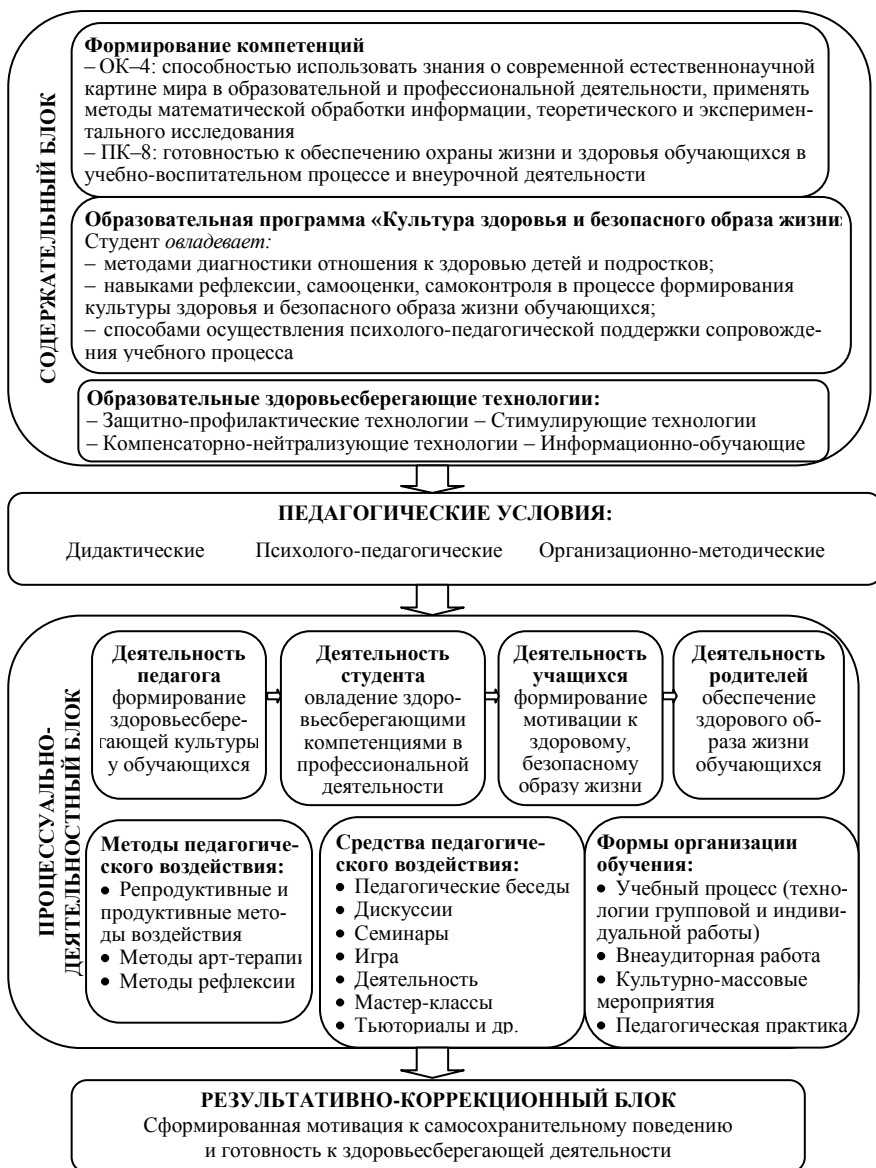 СОДЕРЖАТЕЛЬНЫЙ БЛОК
Формирование компетенций
– ОК–4: способностью использовать знания о современной естественнонаучной
картине мира в образовательной и профессиональной деятельности, применять
методы математической обработки информации, теоретического и эксперимен-
тального исследования
– ПК–8: готовностью к обеспечению охраны жизни и здоровья обучающихся в
учебно-воспитательном процессе и внеурочной деятельности
Образовательная программа «Культура здоровья и безопасного образа жизни»
Студент овладевает:
– методами диагностики отношения к здоровью детей и подростков;
– навыками рефлексии, самооценки, самоконтроля в процессе формирования
культуры здоровья и безопасного образа жизни обучающихся;
– способами осуществления психолого-педагогической поддержки сопровожде-
ния учебного процесса
Образовательные здоровьесберегающие технологии:
– Защитно-профилактические технологии – Стимулирующие технологии
– Компенсаторно-нейтрализующие технологии – Информационно-обучающие
ПЕДАГОГИЧЕСКИЕ УСЛОВИЯ:
Дидактические Психолого-педагогические Организационно-методические
ПРОЦЕССУАЛЬНО-
ДЕЯТЕЛЬНОСТНЫЙ БЛОК
Деятельность
педагога
формирование
здоровьесбере-
гающей культуры
у обучающихся
Деятельность
студента
овладение здоро-
вьесберегающими
компетенциями в
профессиональной
деятельности
Деятельность
учащихся
формирование
мотивации к
здоровому,
безопасному
образу жизни
Деятельность
родителей
обеспечение
здорового об-
раза жизни
обучающихся
Методы педагогиче-
ского воздействия:
• Репродуктивные и
продуктивные мето-
ды воздействия
• Методы арт-терапии
• Методы рефлексии
Средства педагогиче-
ского воздействия:
• Педагогические беседы
• Дискуссии
• Семинары
• Игра
• Деятельность
• Мастер-классы
• Тьюториалы и др.
Формы организации
обучения:
• Учебный процесс (техно-
логии групповой и индиви-
дуальной работы)
• Внеаудиторная работа
• Культурно-массовые
мероприятия
• Педагогическая практика
РЕЗУЛЬТАТИВНО-КОРРЕКЦИОННЫЙ БЛОК
Сформированная мотивация к самосохранительному поведению
и готовность к здоровьесберегающей деятельности